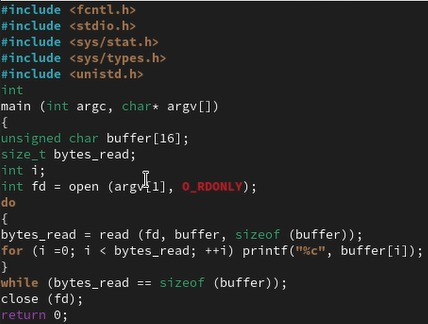 #include <fcntl.h>
#include <stdio.h>
#include <sys/stat.h>
#include <sys/types.h>
#include <unistd.h>
int
main (int argc, char* argv[])
{
unsigned char buffer[16];
size_t bytes_read;
int i;
int fd = open (argv[1], O_RDONLY);
do
{
bytes_read = read (fd, buffer, sizeof (buffer));
for (i =0; i < bytes_read; ++i) printf("%c", buffer[i]);
}
while (bytes_read == sizeof (buffer));
close (fd);
return 0;